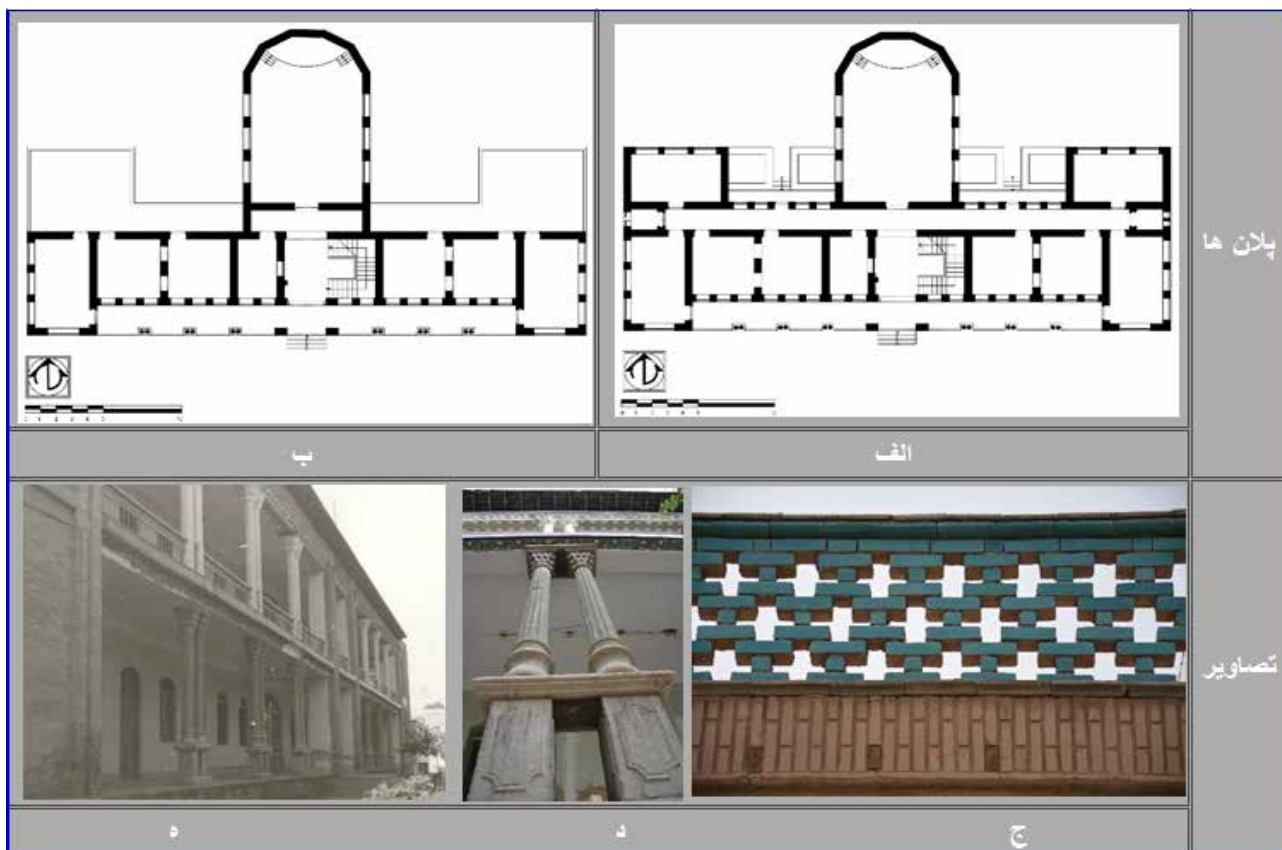 پلان ها
الف
ب
تصاویر
ج
د
ه